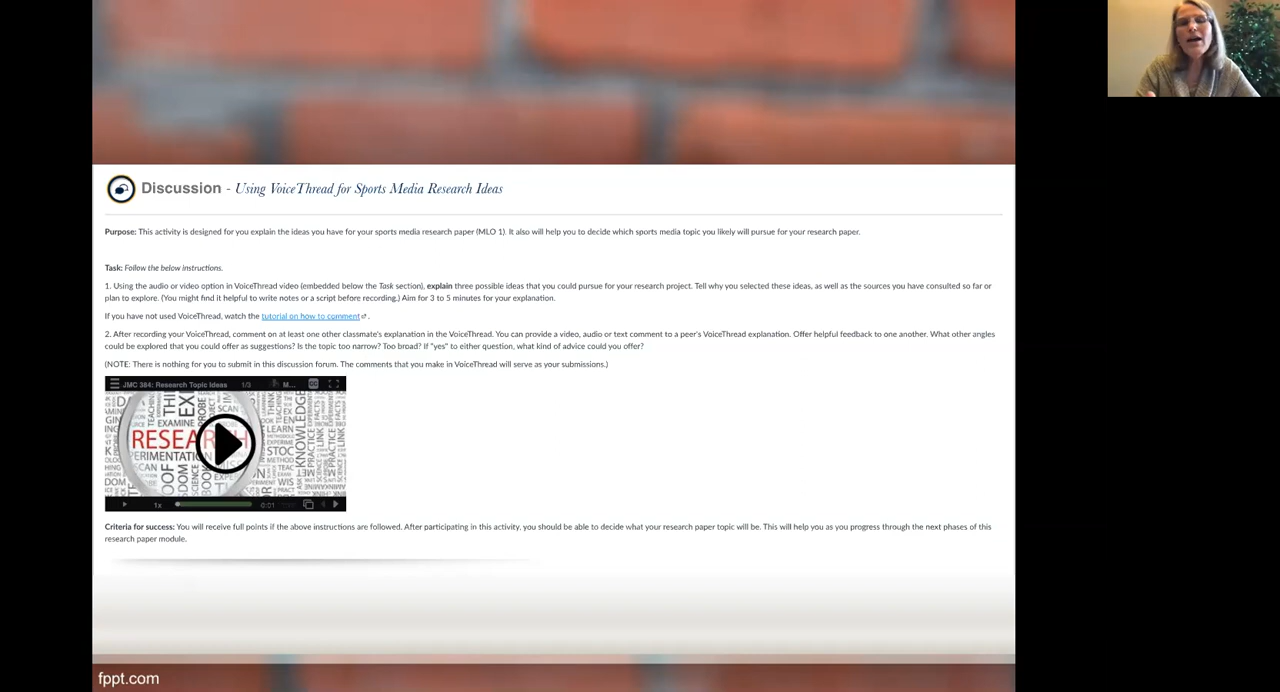 Discussion - Using VoiceThread for Sports Media Research Ideas
Purpose: This activity is designed for you explain the ideas you have for your sports media research paper (MLO 1). It also will help you to decide which sports media topic you likely will pursue for your research paper.
Task: Follow the below instructions.
1. Using the audio or video option in VoiceThread video (embedded below the Task section), explain three possible ideas that you could pursue for your research project. Tell why you selected these ideas, as well as the sources you have consulted so far or
plan to explore. (You might find it helpful to write notes or a script before recording.) Aim for 3 to 5 minutes for your explanation.
If you have not used VoiceThread, watch the tutorial on how to comment.
2. After recording your VoiceThread, comment on at least one other classmate's explanation in the VoiceThread. You can provide a video, audio or text comment to a peer's VoiceThread explanation. Offer helpful feedback to one another. What other angles
could be explored that you could offer as suggestions? Is the topic too narrow? Too broad? If "yes" to either question, what kind of advice could you offer?
(NOTE: There is nothing for you to submit in this discussion forum. The comments that you make in VoiceThread will serve as your submissions.)
JMC 384: Research Topic Ideas 1/3 M... CC
EXAMINE
SCAN
LEARN
KNOWLEDGE
PRACTICE
SCAN
1x 0:01
Criteria for success: You will receive full points if the above instructions are followed. After participating in this activity, you should be able to decide what your research paper topic will be. This will help you as you progress through the next phases of this
research paper module.
fppt.com